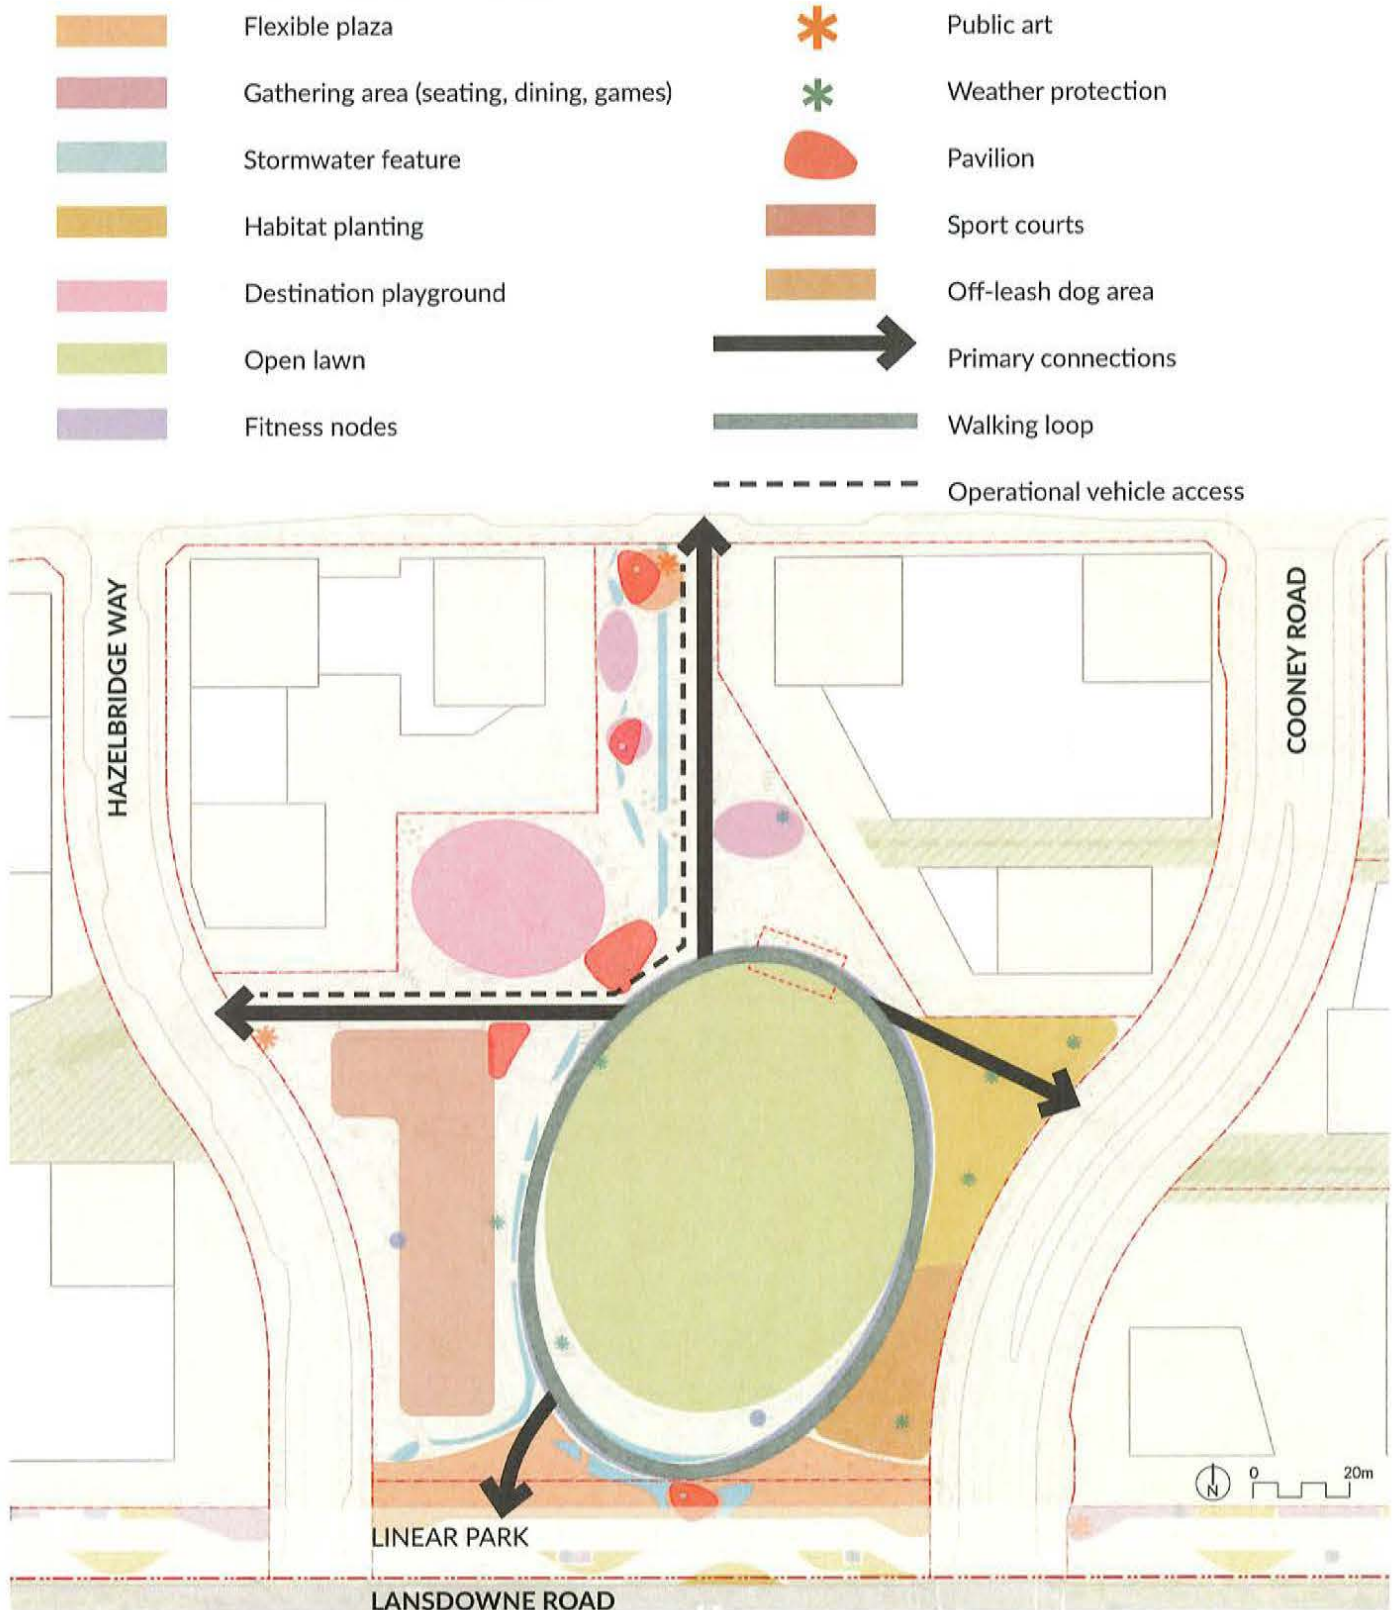 Flexible plaza
Gathering area (seating, dining, games)
Stormwater feature
Habitat planting
Destination playground
Open lawn
Fitness nodes
Public art
Weather protection
Pavilion
Sport courts
Off-leash dog area
Primary connections
Walking loop
Operational vehicle access
HAZELBRIDGE WAY
COONEY ROAD
N
0 20m
LINEAR PARK
LANSDOWNE ROAD